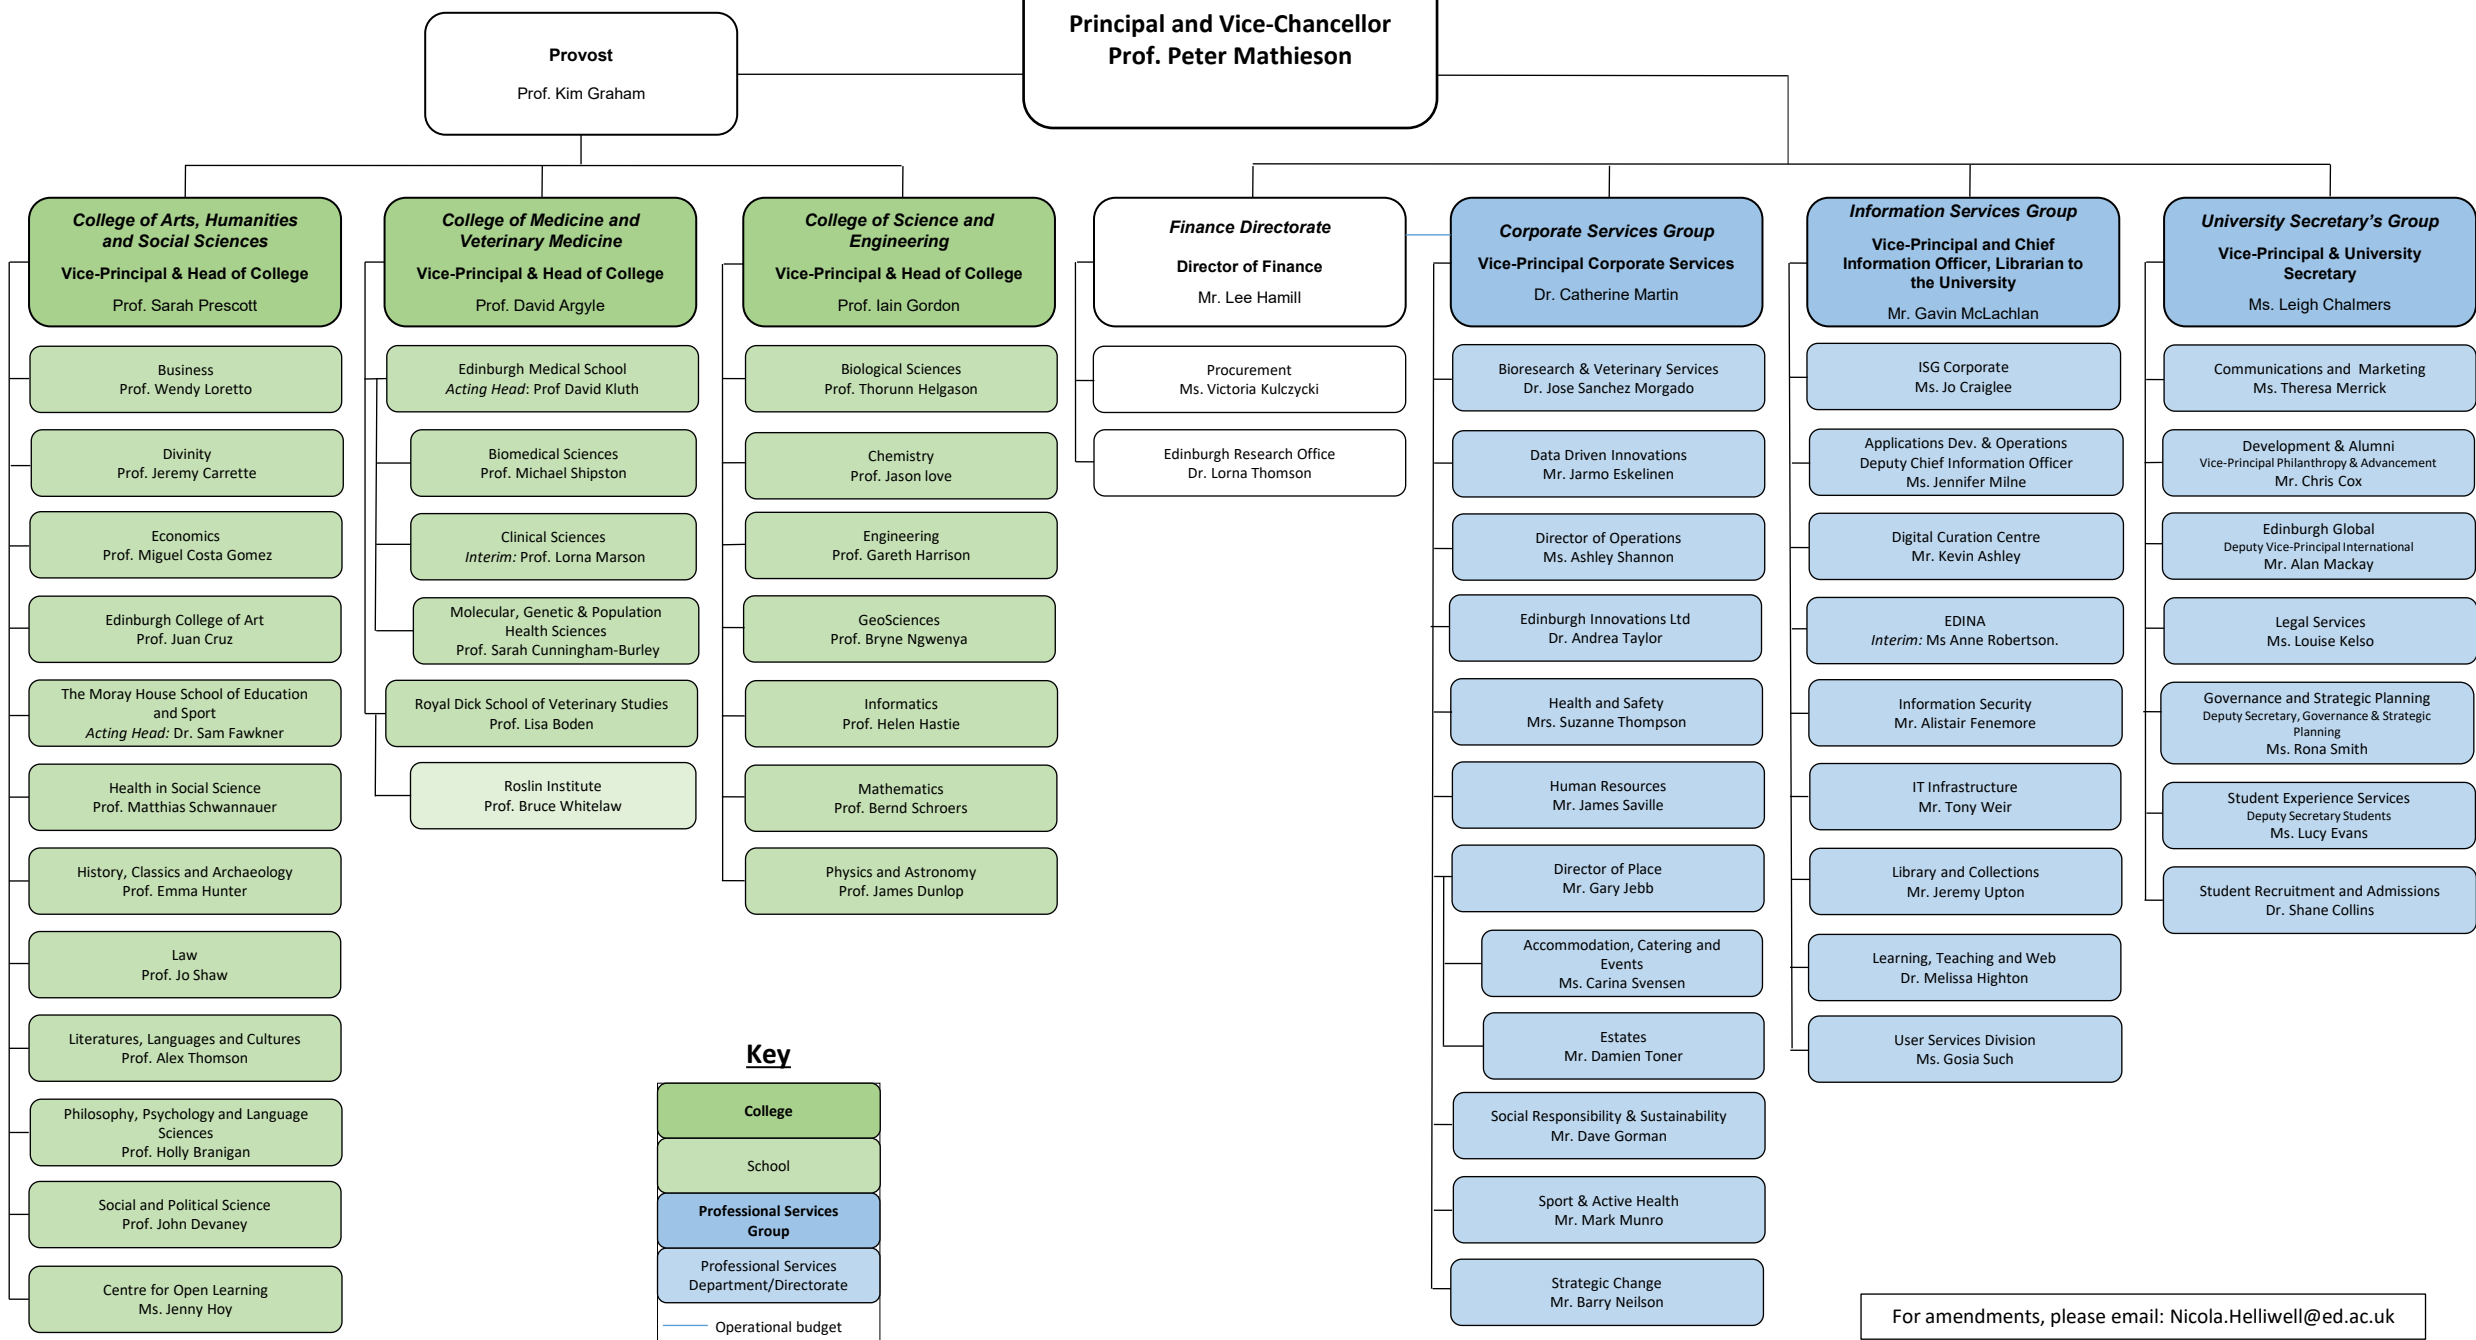 Principal and Vice-Chancellor
Prof. Peter Mathieson
Provost
Prof. Kim Graham
College of Arts, Humanities
and Social Sciences
Vice-Principal & Head of College
Prof. Sarah Prescott
Business
Prof. Wendy Loretto
Divinity
Prof. Jeremy Carrette
Economics
Prof. Miguel Costa Gomez
Edinburgh College of Art
Prof. Juan Cruz
The Moray House School of Education
and Sport
Acting Head: Dr. Sam Fawkner
Health in Social Science
Prof. Matthias Schwannauer
History, Classics and Archaeology
Prof. Emma Hunter
Law
Prof. Jo Shaw
Literatures, Languages and Cultures
Prof. Alex Thomson
Philosophy, Psychology and Language
Sciences
Prof. Holly Branigan
Social and Political Science
Prof. John Devaney
Centre for Open Learning
Ms. Jenny Hoy
College of Medicine and
Veterinary Medicine
Vice-Principal & Head of College
Prof. David Argyle
Edinburgh Medical School
Acting Head: Prof David Kluth
Biomedical Sciences
Prof. Michael Shipston
Clinical Sciences
Interim: Prof. Lorna Marson
Molecular, Genetic & Population
Health Sciences
Prof. Sarah Cunningham-Burley
Royal Dick School of Veterinary Studies
Prof. Lisa Boden
Roslin Institute
Prof. Bruce Whitelaw
College of Science and
Engineering
Vice-Principal & Head of College
Prof. Iain Gordon
Biological Sciences
Prof. Thorunn Helgason
Chemistry
Prof. Jason love
Engineering
Prof. Gareth Harrison
GeoSciences
Prof. Bryne Ngwenya
Informatics
Prof. Helen Hastie
Mathematics
Prof. Bernd Schroers
Physics and Astronomy
Prof. James Dunlop
Finance Directorate
Director of Finance
Mr. Lee Hamill
Procurement
Ms. Victoria Kulczycki
Edinburgh Research Office
Dr. Lorna Thomson
Corporate Services Group
Vice-Principal Corporate Services
Dr. Catherine Martin
Bioresearch & Veterinary Services
Dr. Jose Sanchez Morgado
Data Driven Innovations
Mr. Jarmo Eskelinen
Director of Operations
Ms. Ashley Shannon
Edinburgh Innovations Ltd
Dr. Andrea Taylor
Health and Safety
Mrs. Suzanne Thompson
Human Resources
Mr. James Saville
Director of Place
Mr. Gary Jebb
Accommodation, Catering and
Events
Ms. Carina Svensen
Estates
Mr. Damien Toner
Social Responsibility & Sustainability
Mr. Dave Gorman
Sport & Active Health
Mr. Mark Munro
Strategic Change
Mr. Barry Neilson
Information Services Group
Vice-Principal and Chief
Information Officer, Librarian to
the University
Mr. Gavin McLachlan
ISG Corporate
Ms. Jo Craiglee
Applications Dev. & Operations
Deputy Chief Information Officer
Ms. Jennifer Milne
Digital Curation Centre
Mr. Kevin Ashley
EDINA
Interim: Ms Anne Robertson.
Information Security
Mr. Alistair Fenemore
IT Infrastructure
Mr. Tony Weir
Library and Collections
Mr. Jeremy Upton
Learning, Teaching and Web
Dr. Melissa Highton
User Services Division
Ms. Gosia Such
University Secretary’s Group
Vice-Principal & University
Secretary
Ms. Leigh Chalmers
Communications and Marketing
Ms. Theresa Merrick
Development & Alumni
Vice-Principal Philanthropy & Advancement
Mr. Chris Cox
Edinburgh Global
Deputy Vice-Principal International
Mr. Alan Mackay
Legal Services
Ms. Louise Kelso
Governance and Strategic Planning
Deputy Secretary, Governance & Strategic
Planning
Ms. Rona Smith
Student Experience Services
Deputy Secretary Students
Ms. Lucy Evans
Student Recruitment and Admissions
Dr. Shane Collins
Key
College
School
Professional Services
Group
Professional Services
Department/Directorate
Operational budget
For amendments, please email: Nicola.Helliwell@ed.ac.uk